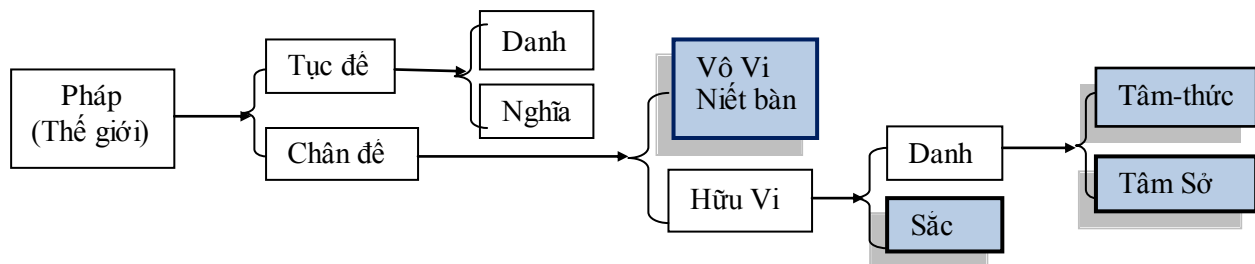 Pháp
(Thế giới)
Tục đế
Chân đế
Danh
Nghĩa
Vô Vi
Niết bàn
Hữu Vi
Danh
Sắc
Tâm-thức
Tâm Sở